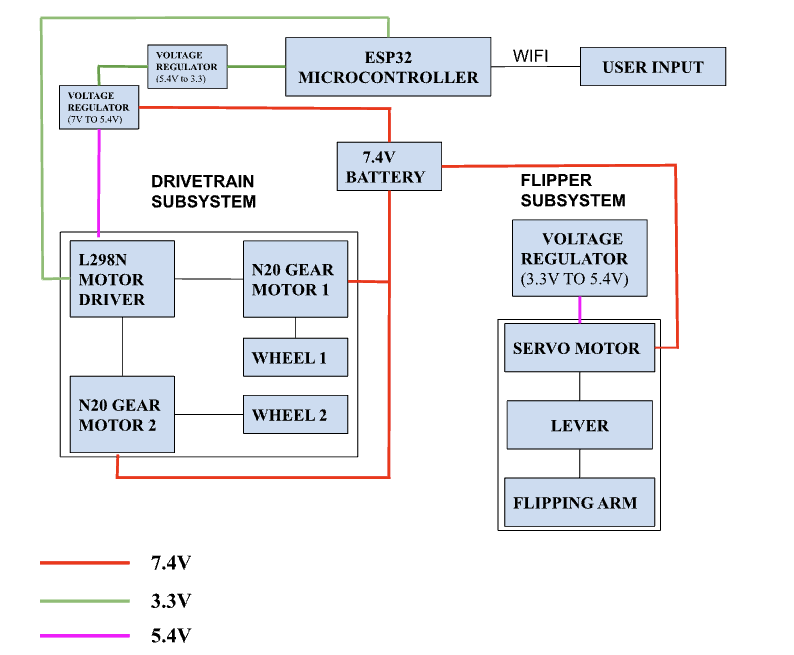 ESP32
MICROCONTROLLER
WIFI
USER INPUT
VOLTAGE
REGULATOR
(5.4V to 3.3)
VOLTAGE
REGULATOR
(7V TO 5.4V)
7.4V
BATTERY
DRIVETRAIN
SUBSYSTEM
FLIPPER
SUBSYSTEM
L298N
MOTOR
DRIVER
N20 GEAR
MOTOR 1
WHEEL 1
N20 GEAR
MOTOR 2
WHEEL 2
VOLTAGE
REGULATOR
(3.3V TO 5.4V)
SERVO MOTOR
LEVER
FLIPPING ARM
7.4V
3.3V
5.4V